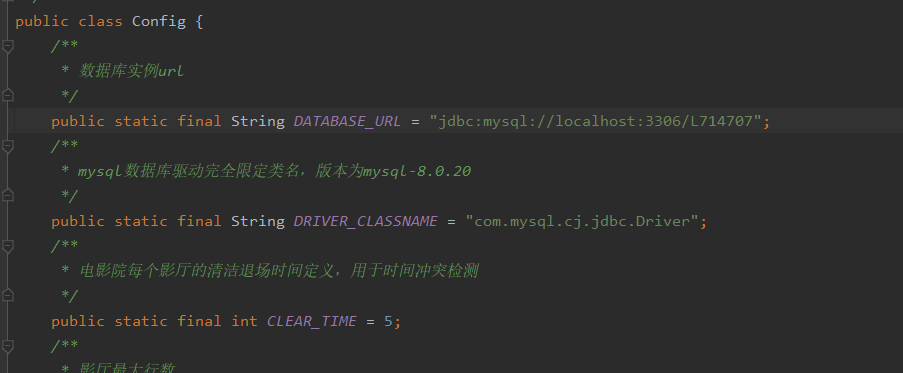 */
public class Config {
/**
* 数据库实例url
*/
public static final String DATABASE_URL = "jdbc:mysql://localhost:3306/L714707";
/**
* mysql数据库驱动完全限定类名，版本为mysql-8.0.20
*/
public static final String DRIVER_CLASSNAME = "com.mysql.cj.jdbc.Driver";
/**
* 电影院每个影厅的清洁退场时间定义，用于时间冲突检测
*/
public static final int CLEAR_TIME = 5;
/**
* 影厅最大行数